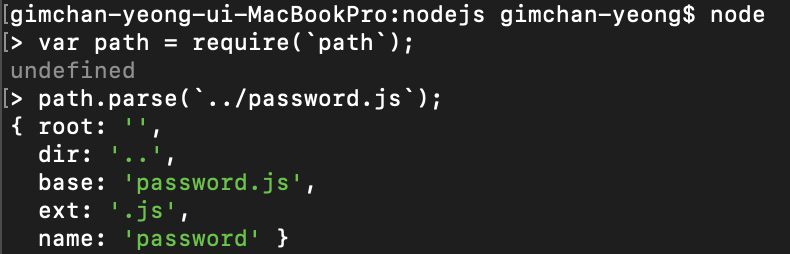 [gimchan-yeong-ui-MacBookPro:nodejs gimchan-yeong$ node
[> var path = require(`path`);
undefined
[> path.parse(`../password.js`);
{ root: '',
  dir: '..',
  base: 'password.js',
  ext: '.js',
  name: 'password' }